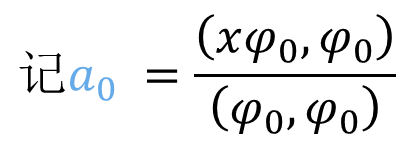 记a₀ = (xφ₀, φ₀) / (φ₀, φ₀)